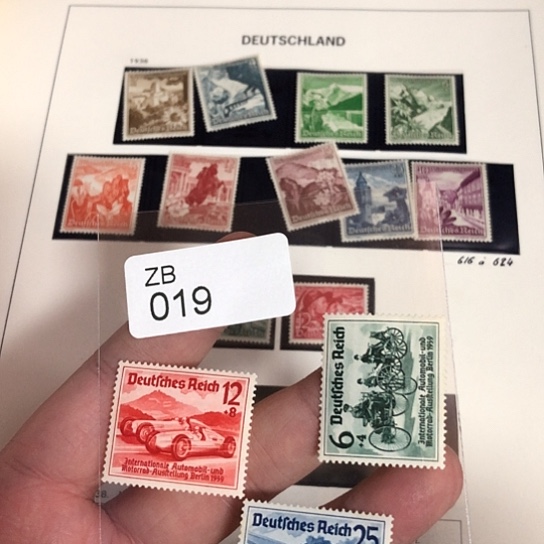 DEUTSCHLAND
1938
616 à 624
ZB
019
Deutsches Reich 12
+8
Internationale Automobil-und
Motorrad-Ausstellung Berlin 1939
6 Deutsches Reich
+4
Internationale Automobil-und
Motorrad-Ausstellung Berlin 1939
Deutsches Reich 25